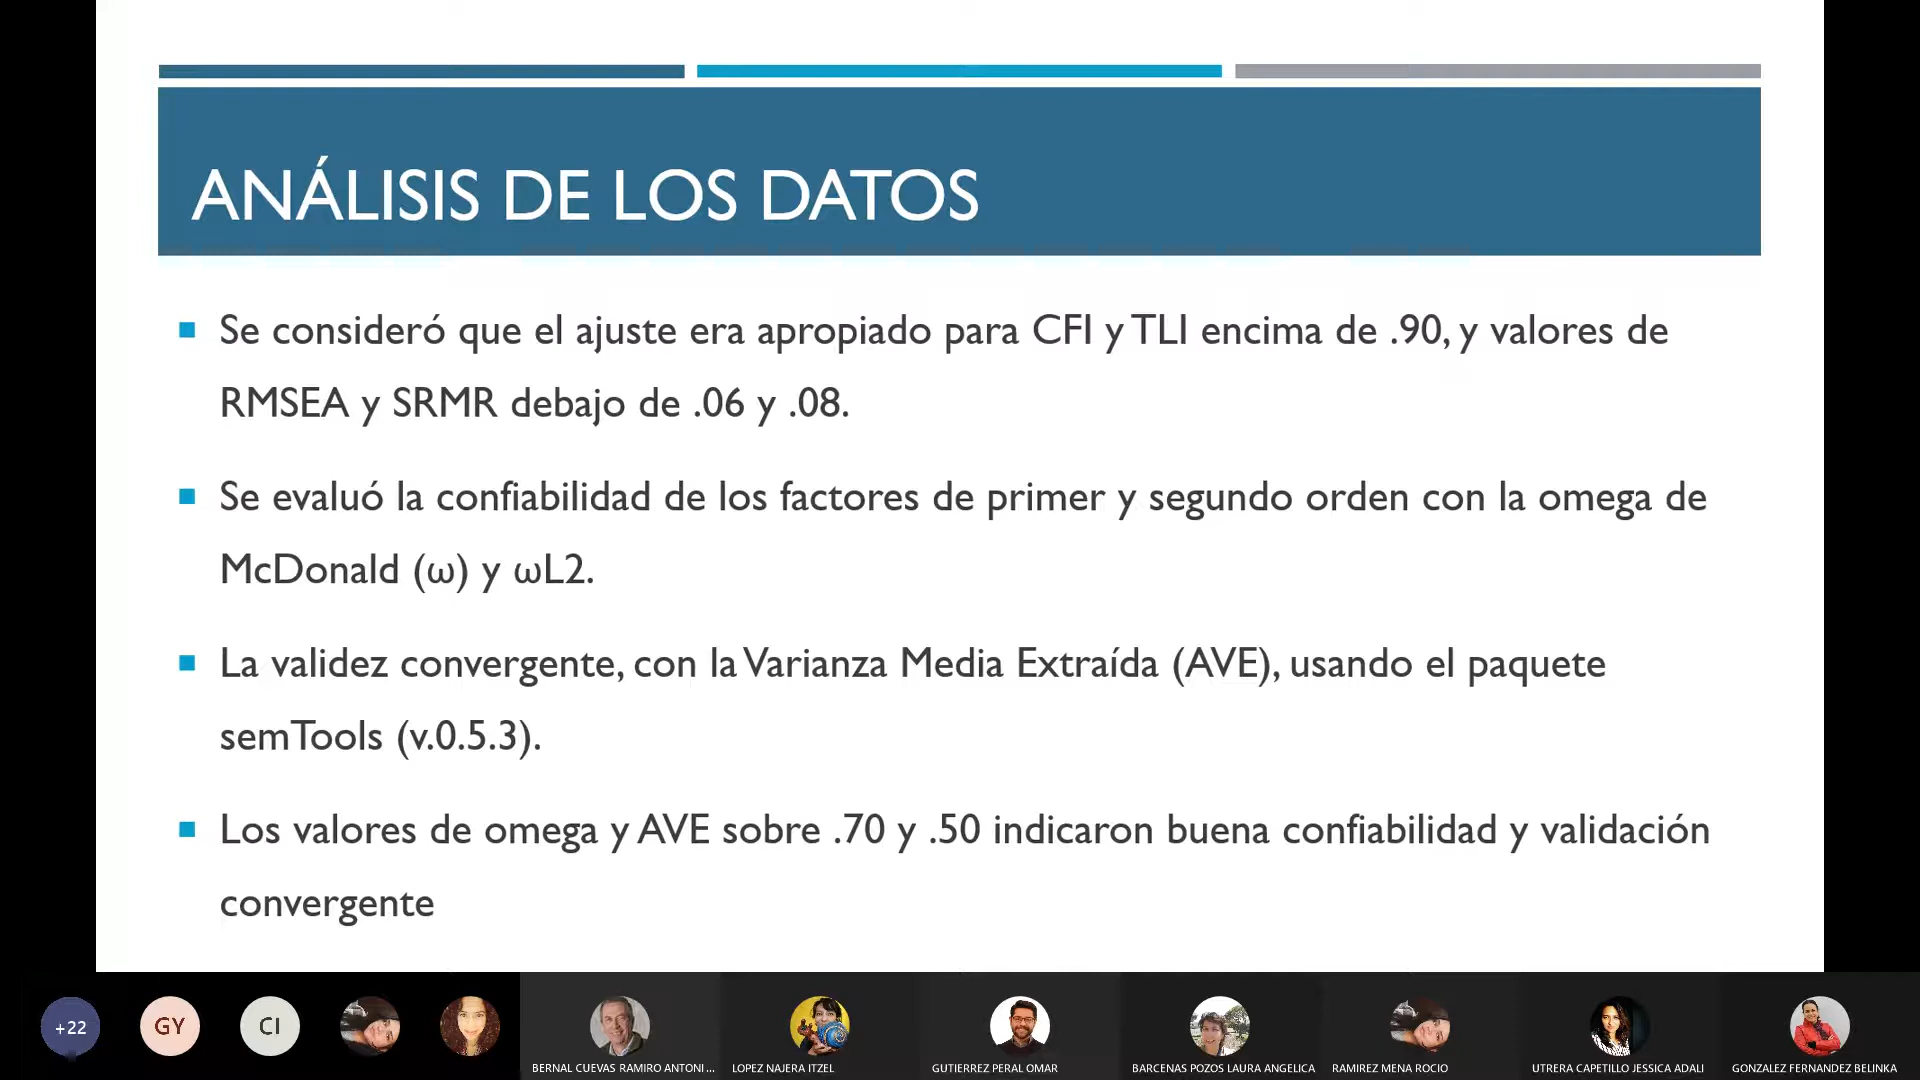 ANÁLISIS DE LOS DATOS
Se consideró que el ajuste era apropiado para CFI y TLI encima de .90, y valores de
RMSEA y SRMR debajo de .06 y .08.
Se evaluó la confiabilidad de los factores de primer y segundo orden con la omega de
McDonald (ω) y ωL2.
La validez convergente, con la Varianza Media Extraída (AVE), usando el paquete
semTools (v.0.5.3).
Los valores de omega y AVE sobre .70 y .50 indicaron buena confiabilidad y validación
convergente
+22
GY
CI
BERNAL CUEVAS RAMIRO ANTONI...
LOPEZ NAJERA ITZEL
GUTIERREZ PERAL OMAR
BARCENAS POZOS LAURA ANGELICA
RAMIREZ MENA ROCIO
UTRERA CAPETILLO JESSICA ADALI
GONZALEZ FERNANDEZ BELINKA